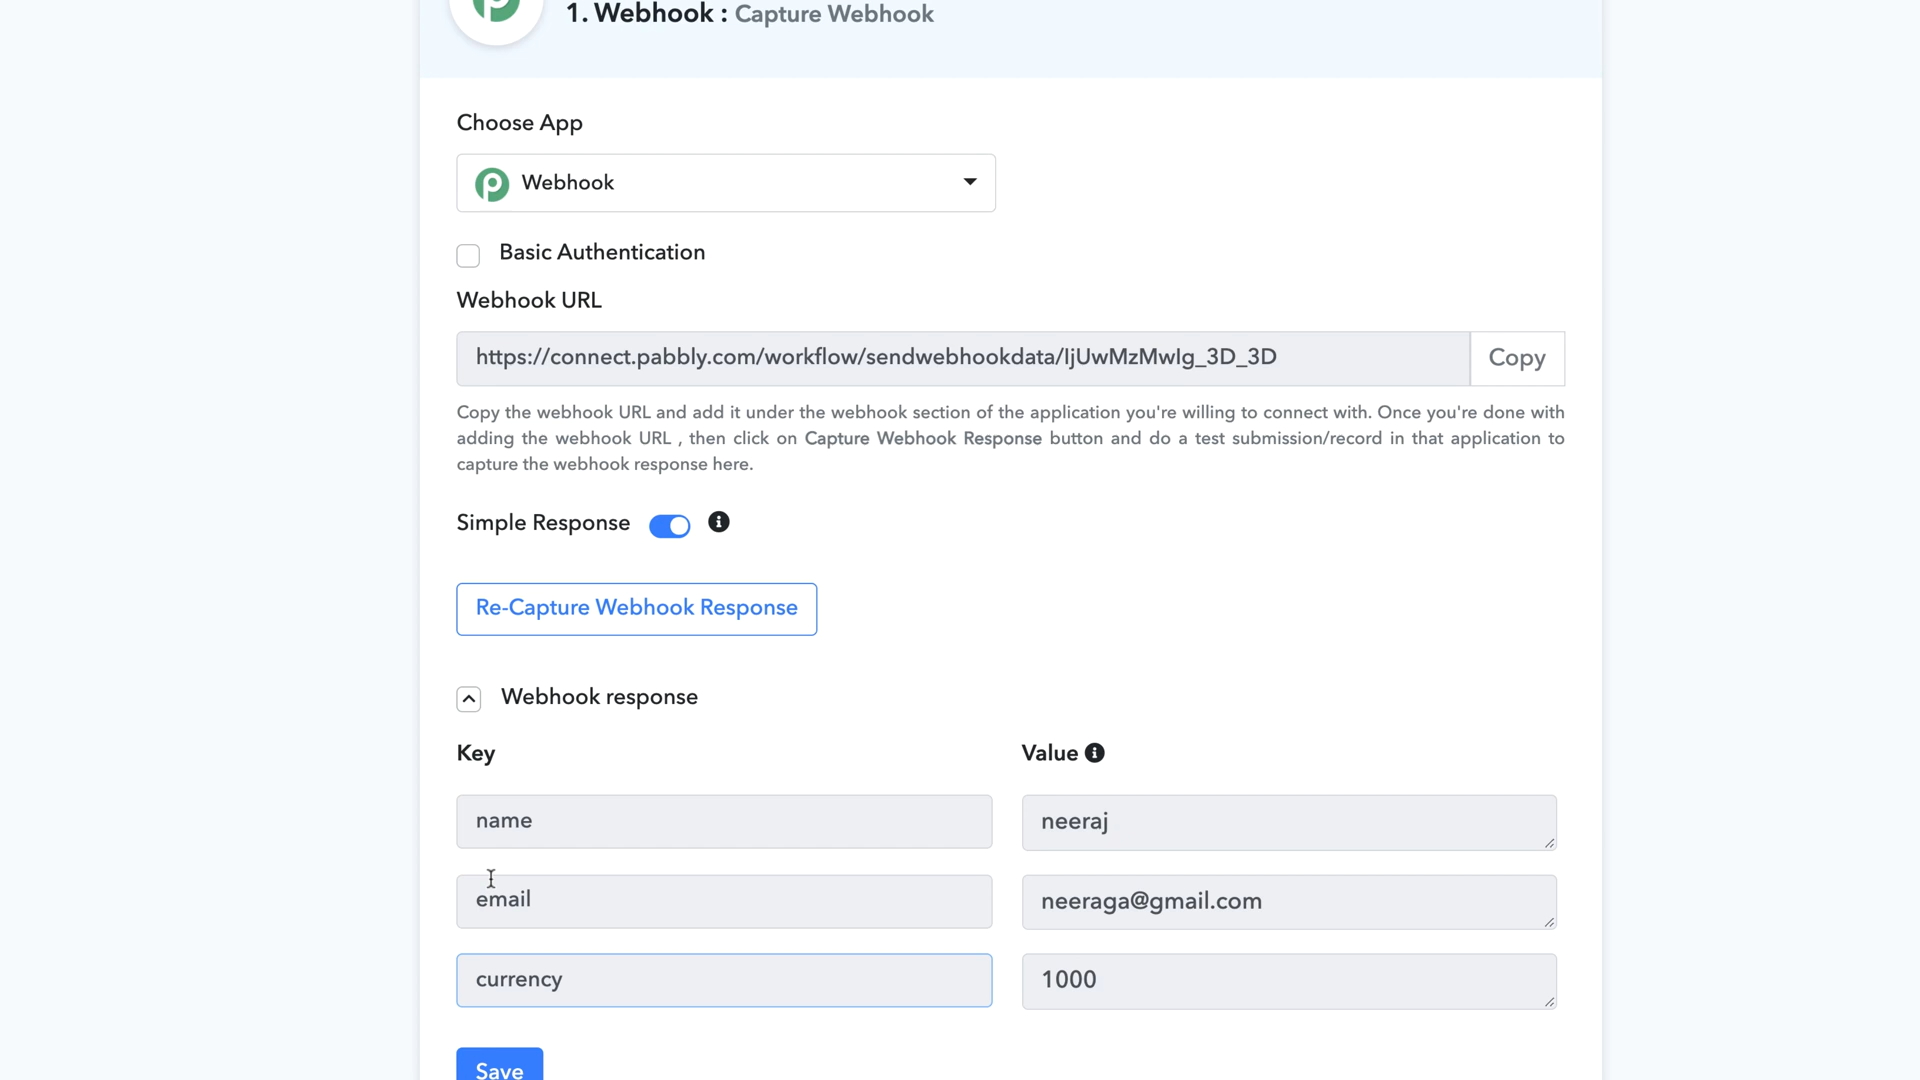 1. Webhook : Capture Webhook
Choose App
Webhook
Basic Authentication
Webhook URL
https://connect.pabbly.com/workflow/sendwebhookdata/IjUwMzMwIg_3D_3D
Copy
Copy the webhook URL and add it under the webhook section of the application you're willing to connect with. Once you're done with
adding the webhook URL , then click on Capture Webhook Response button and do a test submission/record in that application to
capture the webhook response here.
Simple Response
Re-Capture Webhook Response
Webhook response
Key
Value
name
neeraj
email
neeraga@gmail.com
currency
1000
Save